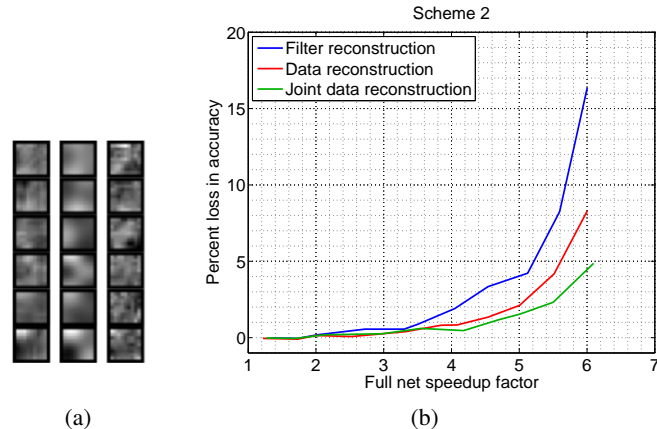 Scheme 2
Filter reconstruction
Data reconstruction
Joint data reconstruction
Percent loss in accuracy
20
15
10
5
0
1 2 3 4 5 6 7
Full net speedup factor
(a) (b)